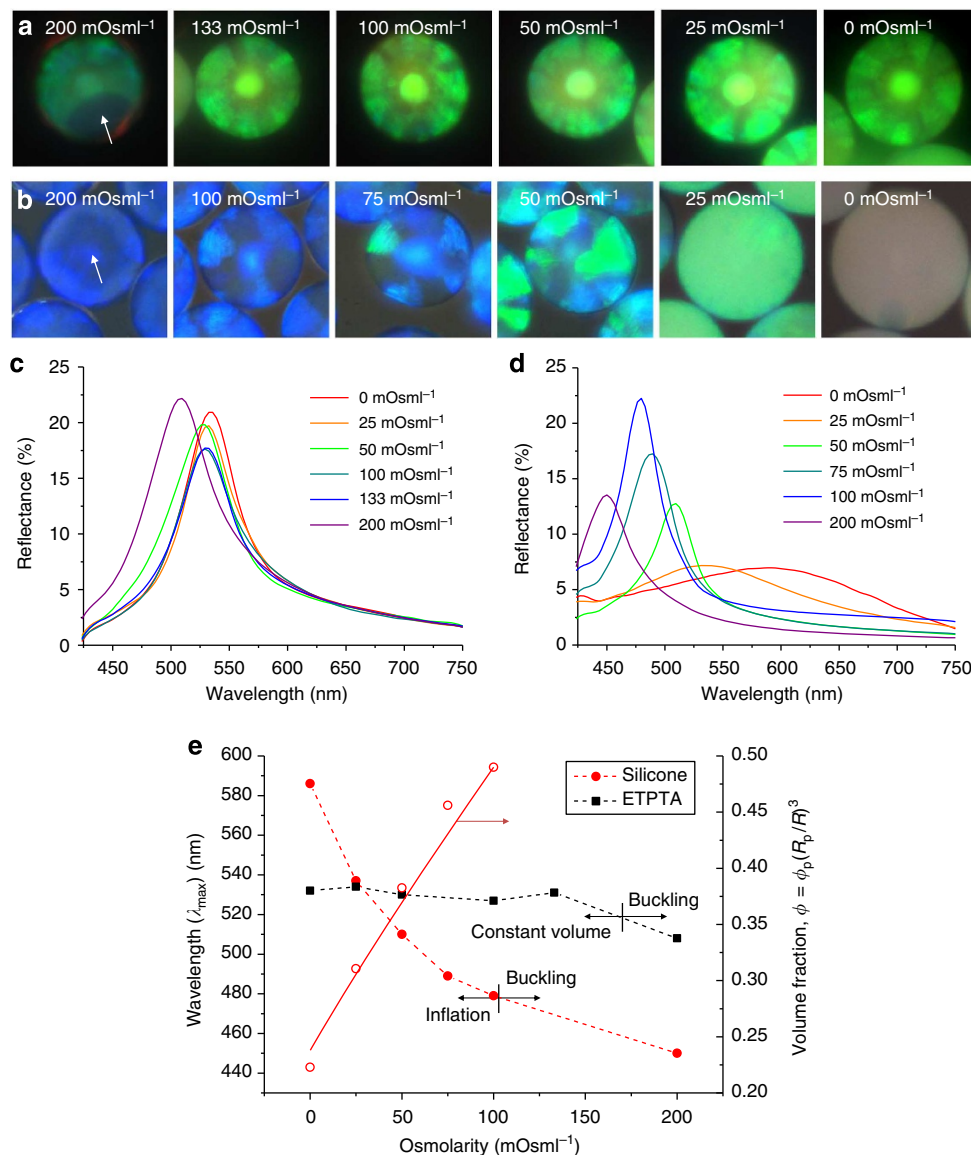 a
200 mOsml⁻¹ 133 mOsml⁻¹ 100 mOsml⁻¹ 50 mOsml⁻¹ 25 mOsml⁻¹ 0 mOsml⁻¹
b
200 mOsml⁻¹ 100 mOsml⁻¹ 75 mOsml⁻¹ 50 mOsml⁻¹ 25 mOsml⁻¹ 0 mOsml⁻¹
c
25
20
15
10
5
0
Reflectance (%)
0 mOsml⁻¹
25 mOsml⁻¹
50 mOsml⁻¹
100 mOsml⁻¹
133 mOsml⁻¹
200 mOsml⁻¹
450 500 550 600 650 700 750
Wavelength (nm)
d
25
20
15
10
5
0
Reflectance (%)
0 mOsml⁻¹
25 mOsml⁻¹
50 mOsml⁻¹
75 mOsml⁻¹
100 mOsml⁻¹
200 mOsml⁻¹
450 500 550 600 650 700 750
Wavelength (nm)
e
600
580
560
540
520
500
480
460
440
Wavelength (λmax) (nm)
Silicone
ETPTA
Buckling
Constant volume
Buckling
Inflation
0.50
0.45
0.40
0.35
0.30
0.25
0.20
Volume fraction, ϕ = ϕp(Rp/R)³
0 50 100 150 200
Osmolarity (mOsml⁻¹)